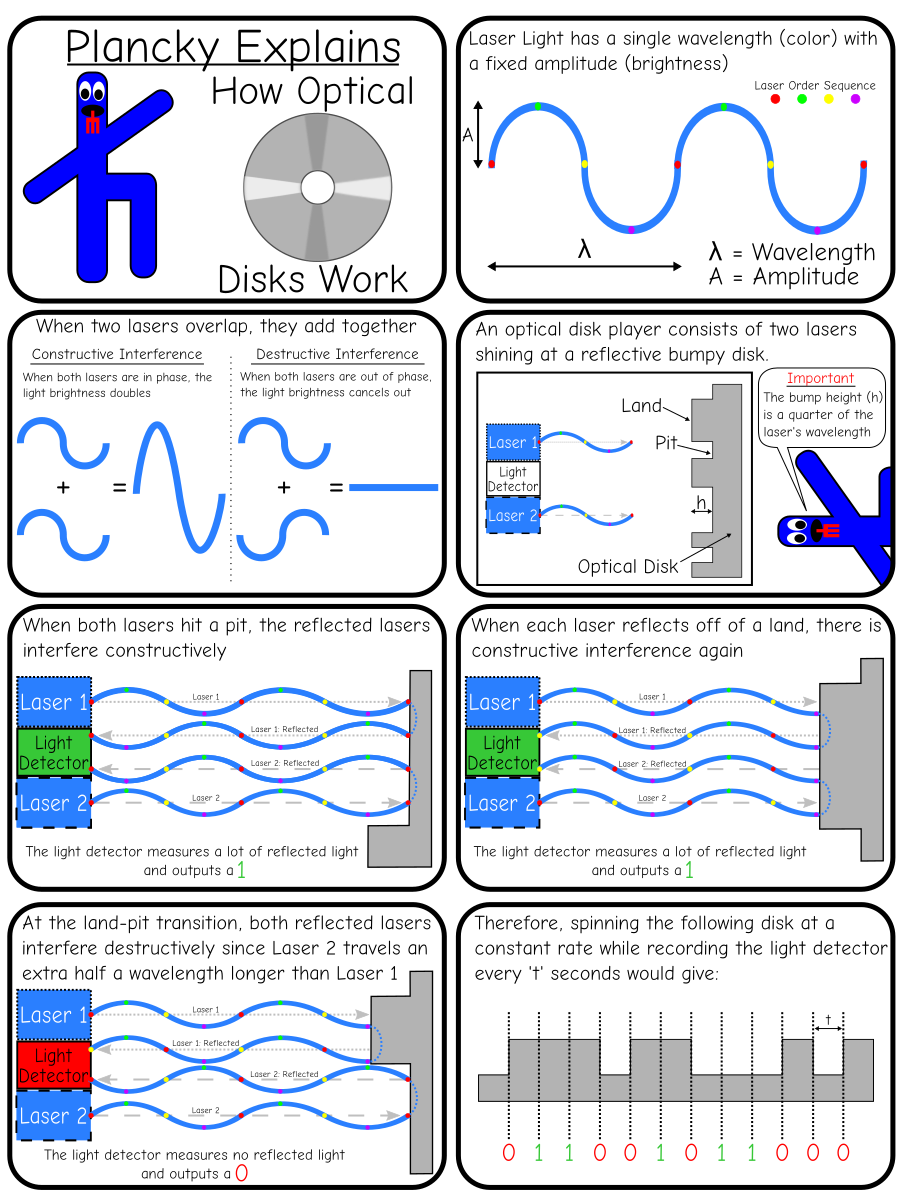 Plancky Explains
How Optical
Disks Work
Laser Light has a single wavelength (color) with
a fixed amplitude (brightness)
Laser Order Sequence
A
λ
λ = Wavelength
A = Amplitude
When two lasers overlap, they add together
Constructive Interference
When both lasers are in phase, the
light brightness doubles
+ =
Destructive Interference
When both lasers are out of phase,
the light brightness cancels out
+ =
An optical disk player consists of two lasers
shining at a reflective bumpy disk.
Laser 1
Light
Detector
Laser 2
Land
Pit
h
Optical Disk
Important
The bump height (h)
is a quarter of the
laser's wavelength
When both lasers hit a pit, the reflected lasers
interfere constructively
Laser 1
Light
Detector
Laser 2
Laser 1
Laser 1: Reflected
Laser 2: Reflected
Laser 2
The light detector measures a lot of reflected light
and outputs a 1
When each laser reflects off of a land, there is
constructive interference again
Laser 1
Light
Detector
Laser 2
Laser 1
Laser 1: Reflected
Laser 2: Reflected
Laser 2
The light detector measures a lot of reflected light
and outputs a 1
At the land-pit transition, both reflected lasers
interfere destructively since Laser 2 travels an
extra half a wavelength longer than Laser 1
Laser 1
Light
Detector
Laser 2
Laser 1
Laser 1: Reflected
Laser 2: Reflected
Laser 2
The light detector measures no reflected light
and outputs a 0
Therefore, spinning the following disk at a
constant rate while recording the light detector
every 't' seconds would give:
t
0 1 1 0 0 1 0 1 1 0 0 0